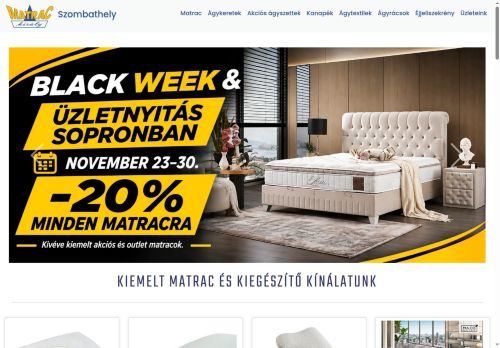 MATRAC
király
Szombathely
Matrac Ágykeretek Akciós ágyszettek Kanapék Ágytextilek Ágyrácsok Éjjeliszekrény Üzleteink
BLACK WEEK &
ÜZLETNYITÁS
SOPRONBAN
NOVEMBER 23-30.
-20%
MINDEN MATRACRA
Kivéve kiemelt akciós és outlet matracok.
KIEMELT MATRAC ÉS KIEGÉSZÍTŐ KÍNÁLATUNK